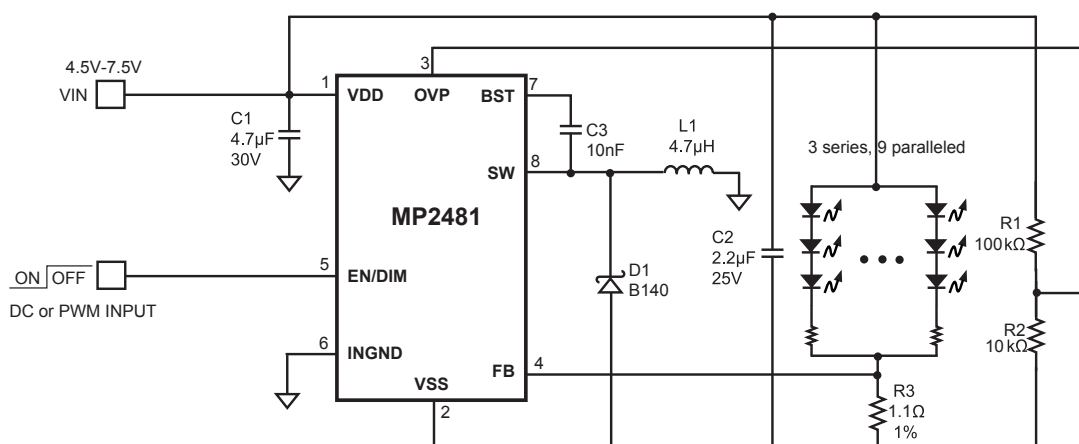 4.5V-7.5V
VIN
C1
4.7μF
30V
1
VDD
3
OVP
7
BST
C3
10nF
8
SW
L1
4.7μH
MP2481
3 series, 9 paralleled
R1
100kΩ
C2
2.2μF
25V
D1
B140
ON OFF
5
EN/DIM
DC or PWM INPUT
R2
10kΩ
6
INGND
4
FB
VSS
2
R3
1.1Ω
1%